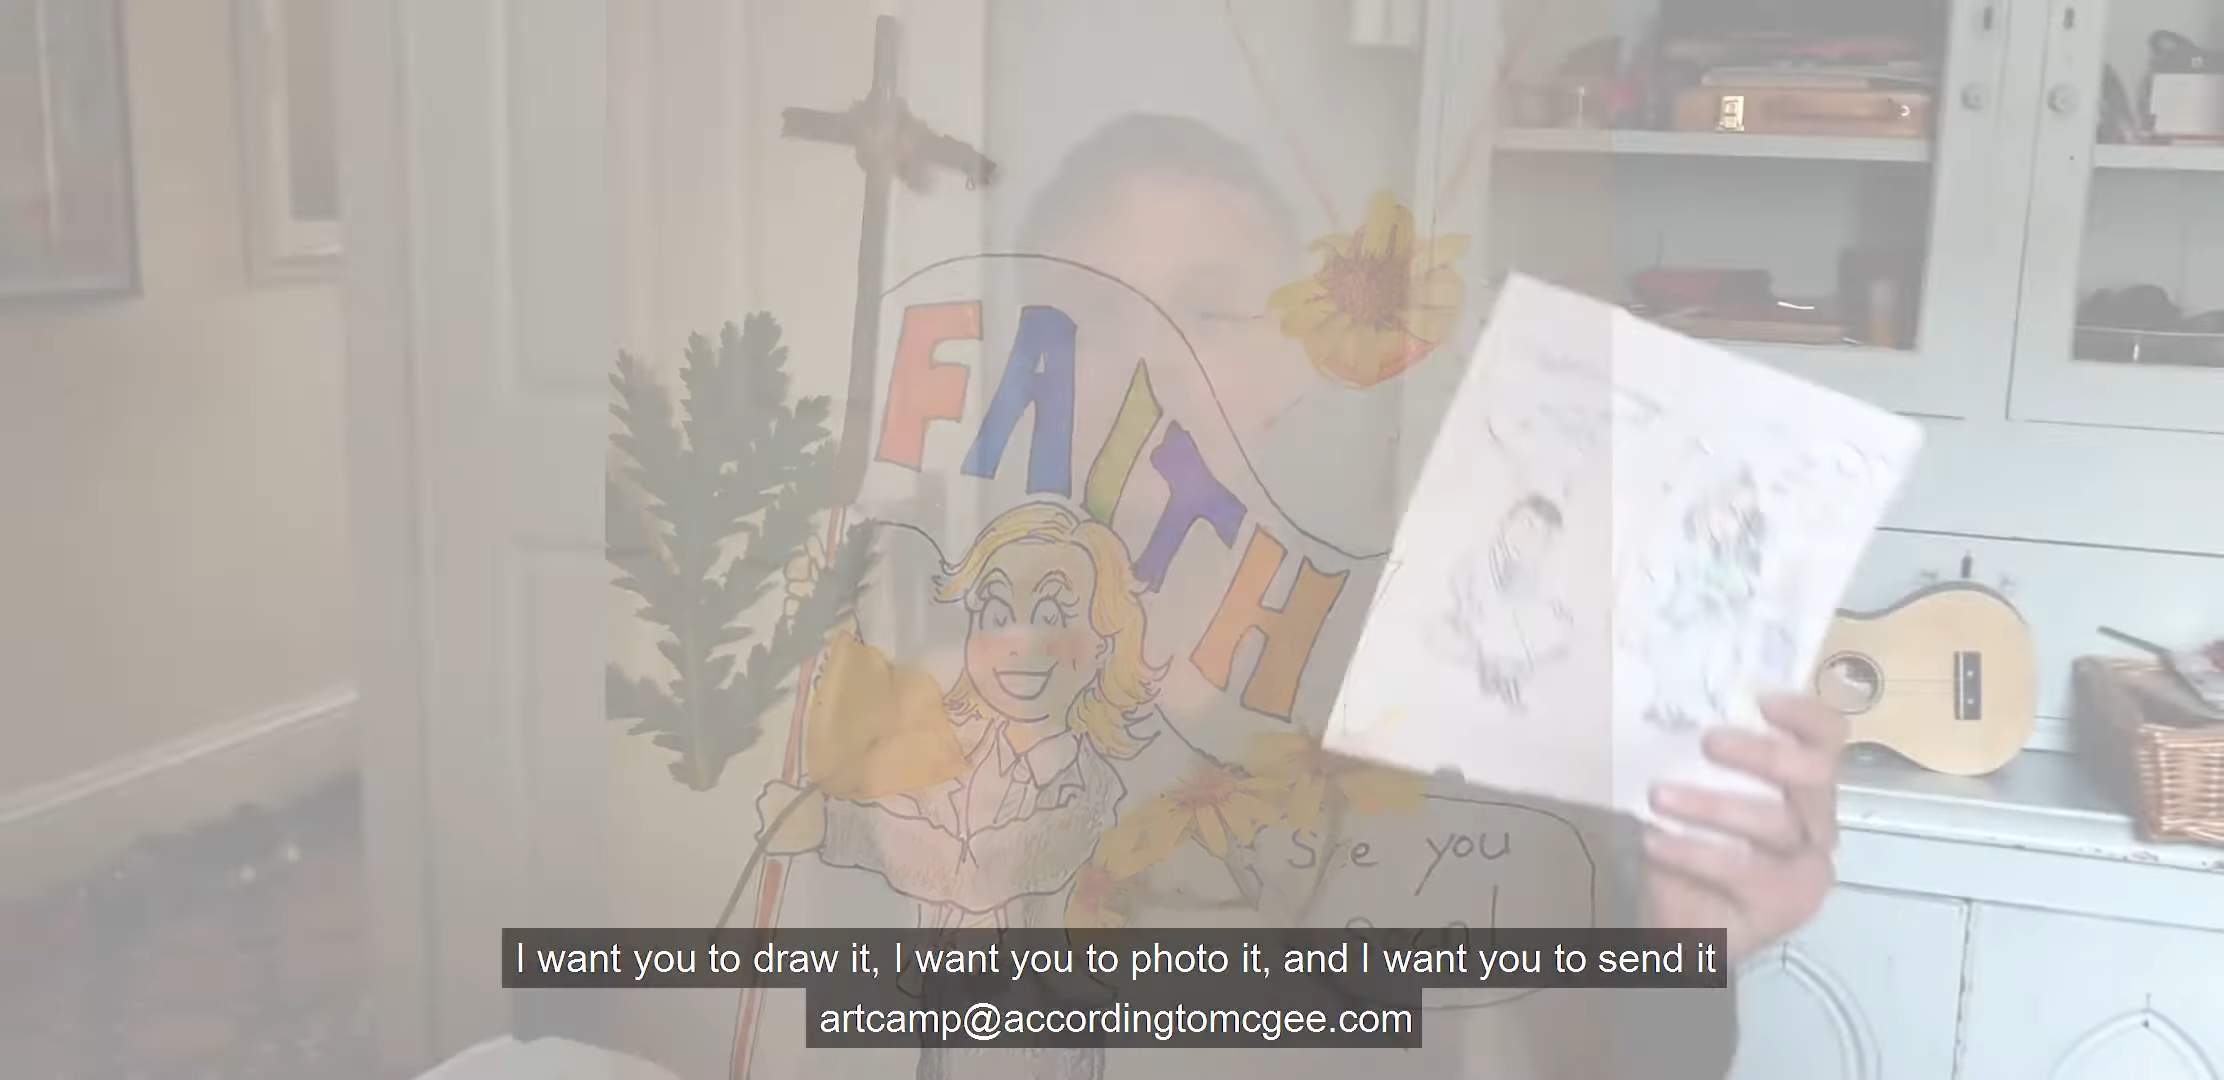 FAITH
See you
soon!
I want you to draw it, I want you to photo it, and I want you to send it
artcamp@accordingtomcgee.com